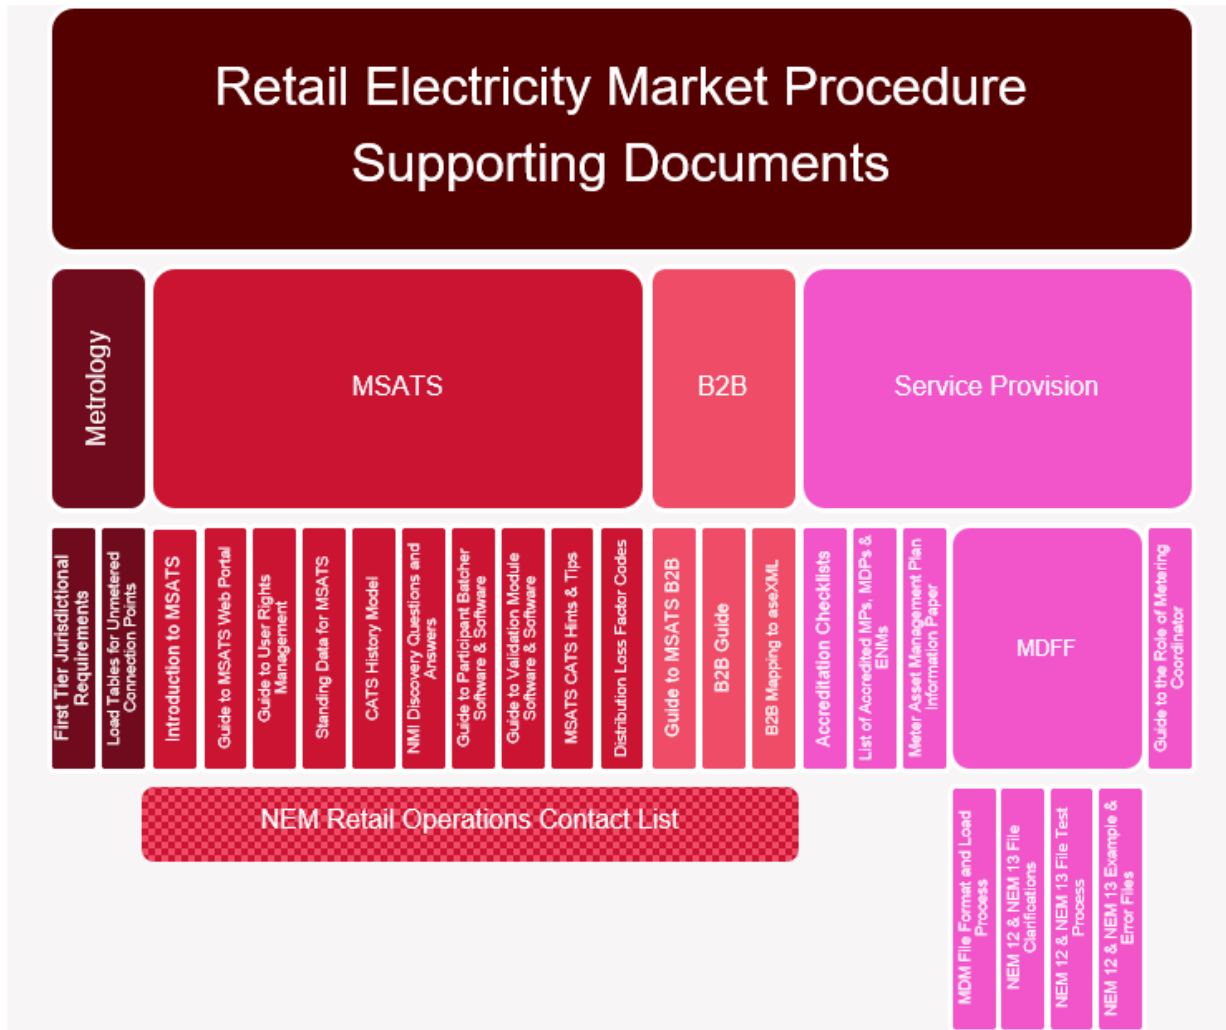 Retail Electricity Market Procedure
Supporting Documents
Metrology
MSATS
B2B
Service Provision
First Tier Jurisdictional
Requirements
Load Tables for Unmetered
Connection Points
Introduction to MSATS
Guide to MSATS Web Portal
Guide to User Rights
Management
Standing Data for MSATS
CATS History Model
NMI Discovery Questions and
Answers
Guide to Participant Batcher
Software & Software
Guide to Validation Module
Software & Software
MSATS CATS Hints & Tips
Distribution Loss Factor Codes
Guide to MSATS B2B
B2B Guide
B2B Mapping to aseXML
Accreditation Checklists
List of Accredited MPs, MDPs &
ENMs
Meter Asset Management Plan
Information Paper
MDFF
Guide to the Role of Metering
Coordinator
NEM Retail Operations Contact List
MDM File Format and Load
Process
NEM 12 & NEM 13 File
Clarifications
NEM 12 & NEM 13 File Test
Process
NEM 12 & NEM 13 Example &
Error Files